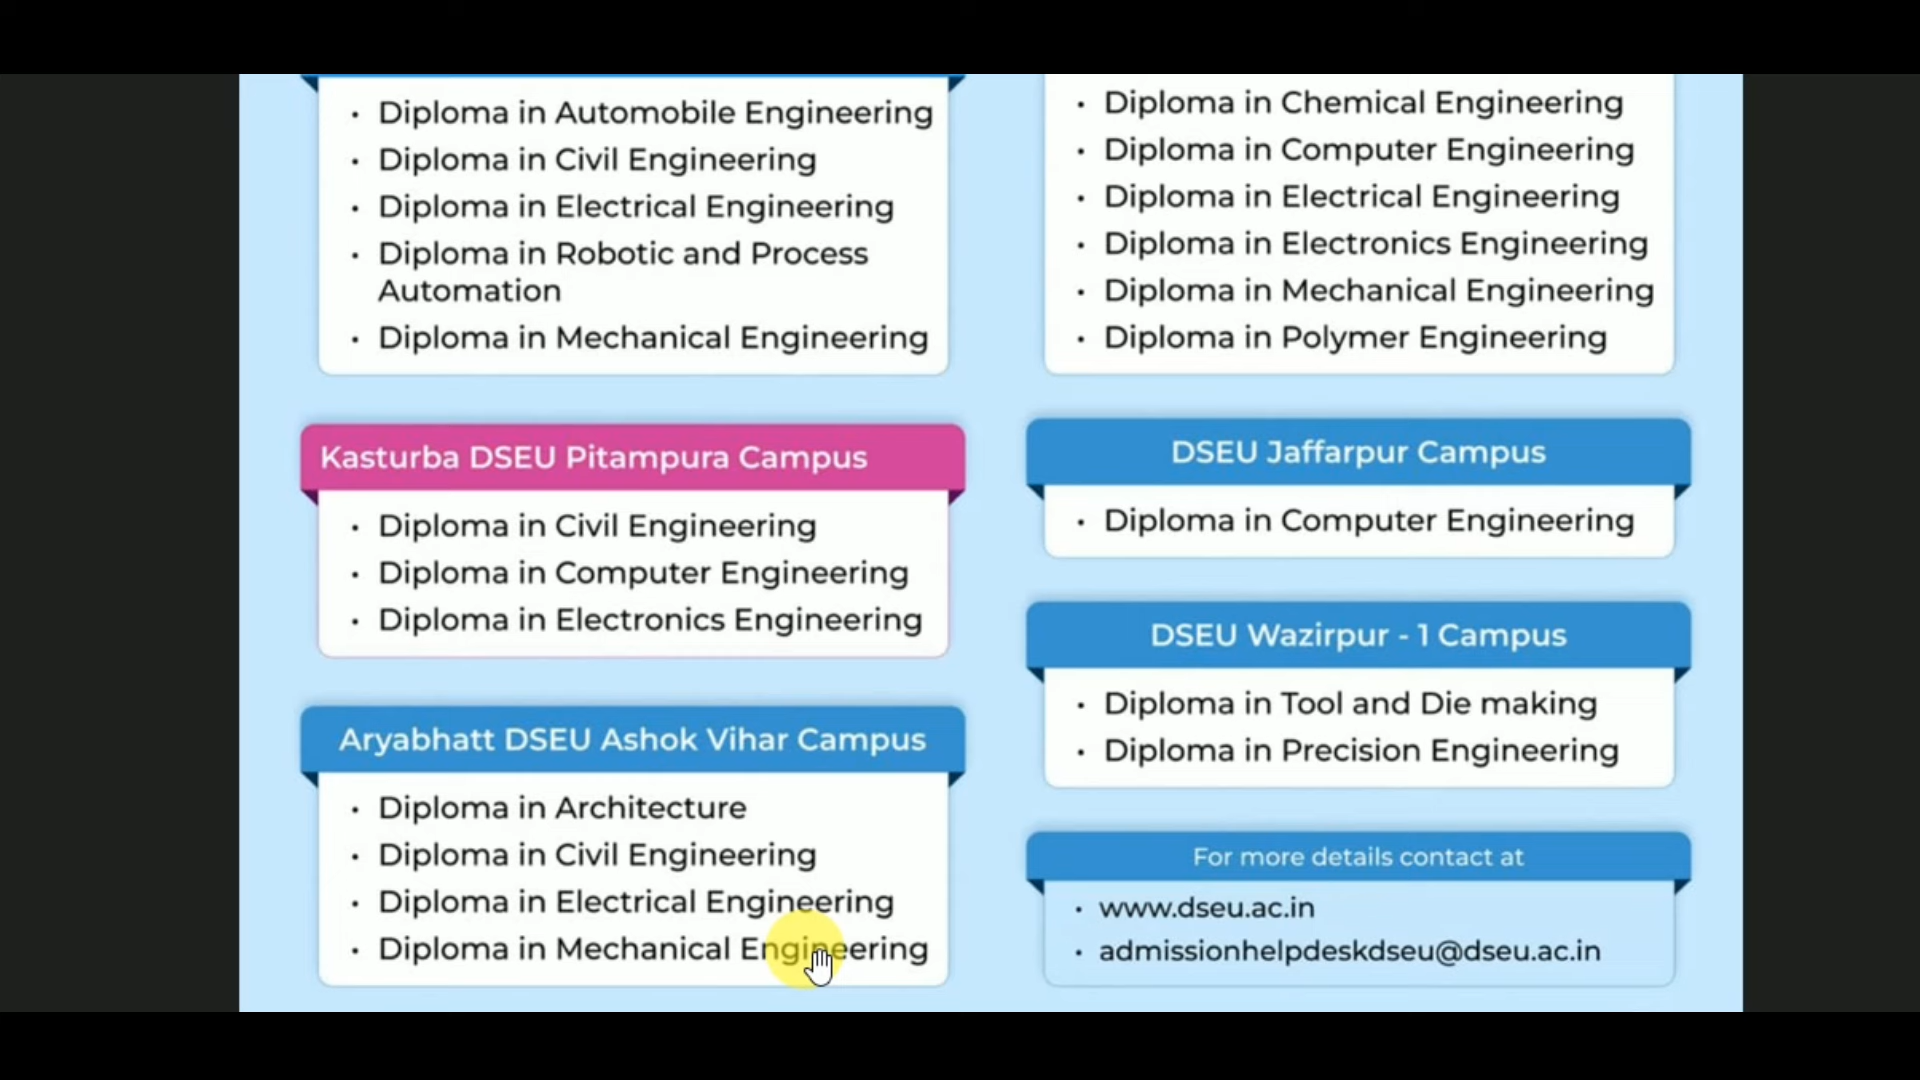 • Diploma in Automobile Engineering
• Diploma in Civil Engineering
• Diploma in Electrical Engineering
• Diploma in Robotic and Process
Automation
• Diploma in Mechanical Engineering
Kasturba DSEU Pitampura Campus
• Diploma in Civil Engineering
• Diploma in Computer Engineering
• Diploma in Electronics Engineering
Aryabhatt DSEU Ashok Vihar Campus
• Diploma in Architecture
• Diploma in Civil Engineering
• Diploma in Electrical Engineering
• Diploma in Mechanical Engineering
• Diploma in Chemical Engineering
• Diploma in Computer Engineering
• Diploma in Electrical Engineering
• Diploma in Electronics Engineering
• Diploma in Mechanical Engineering
• Diploma in Polymer Engineering
DSEU Jaffarpur Campus
• Diploma in Computer Engineering
DSEU Wazirpur - 1 Campus
• Diploma in Tool and Die making
• Diploma in Precision Engineering
For more details contact at
• www.dseu.ac.in
• admissionhelpdeskdseu@dseu.ac.in